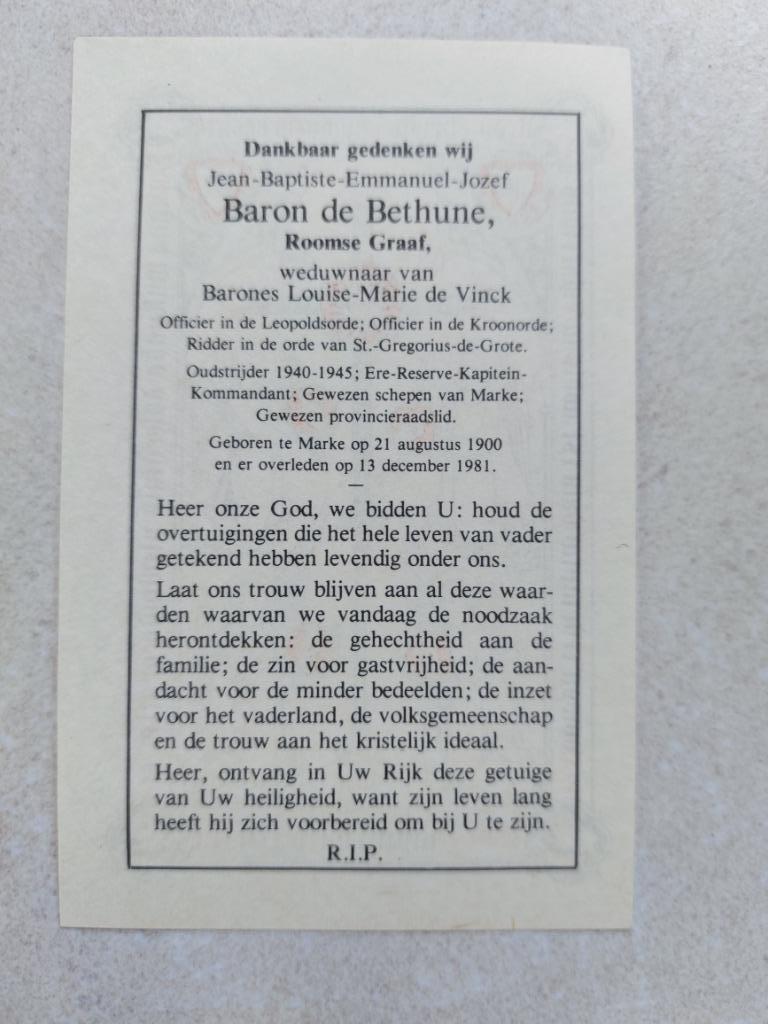 Dankbaar gedenken wij
Jean-Baptiste-Emmanuel-Jozef
Baron de Bethune,
Roomse Graaf,
weduwnaar van
Barones Louise-Marie de Vinck
Officier in de Leopoldsorde; Officier in de Kroonorde;
Ridder in de orde van St.-Gregorius-de-Grote.
Oudstrijder 1940-1945; Ere-Reserve-Kapitein-
Kommandant; Gewezen schepen van Marke;
Gewezen provincieraadslid.
Geboren te Marke op 21 augustus 1900
en er overleden op 13 december 1981.
—
Heer onze God, we bidden U: houd de
overtuigingen die het hele leven van vader
getekend hebben levendig onder ons.
Laat ons trouw blijven aan al deze waar-
den waarvan we vandaag de noodzaak
herontdekken: de gehechtheid aan de
familie; de zin voor gastvrijheid; de aan-
dacht voor de minder bedeelden; de inzet
voor het vaderland, de volksgemeenschap
en de trouw aan het kristelijk ideaal.
Heer, ontvang in Uw Rijk deze getuige
van Uw heiligheid, want zijn leven lang
heeft hij zich voorbereid om bij U te zijn.
R.I.P.